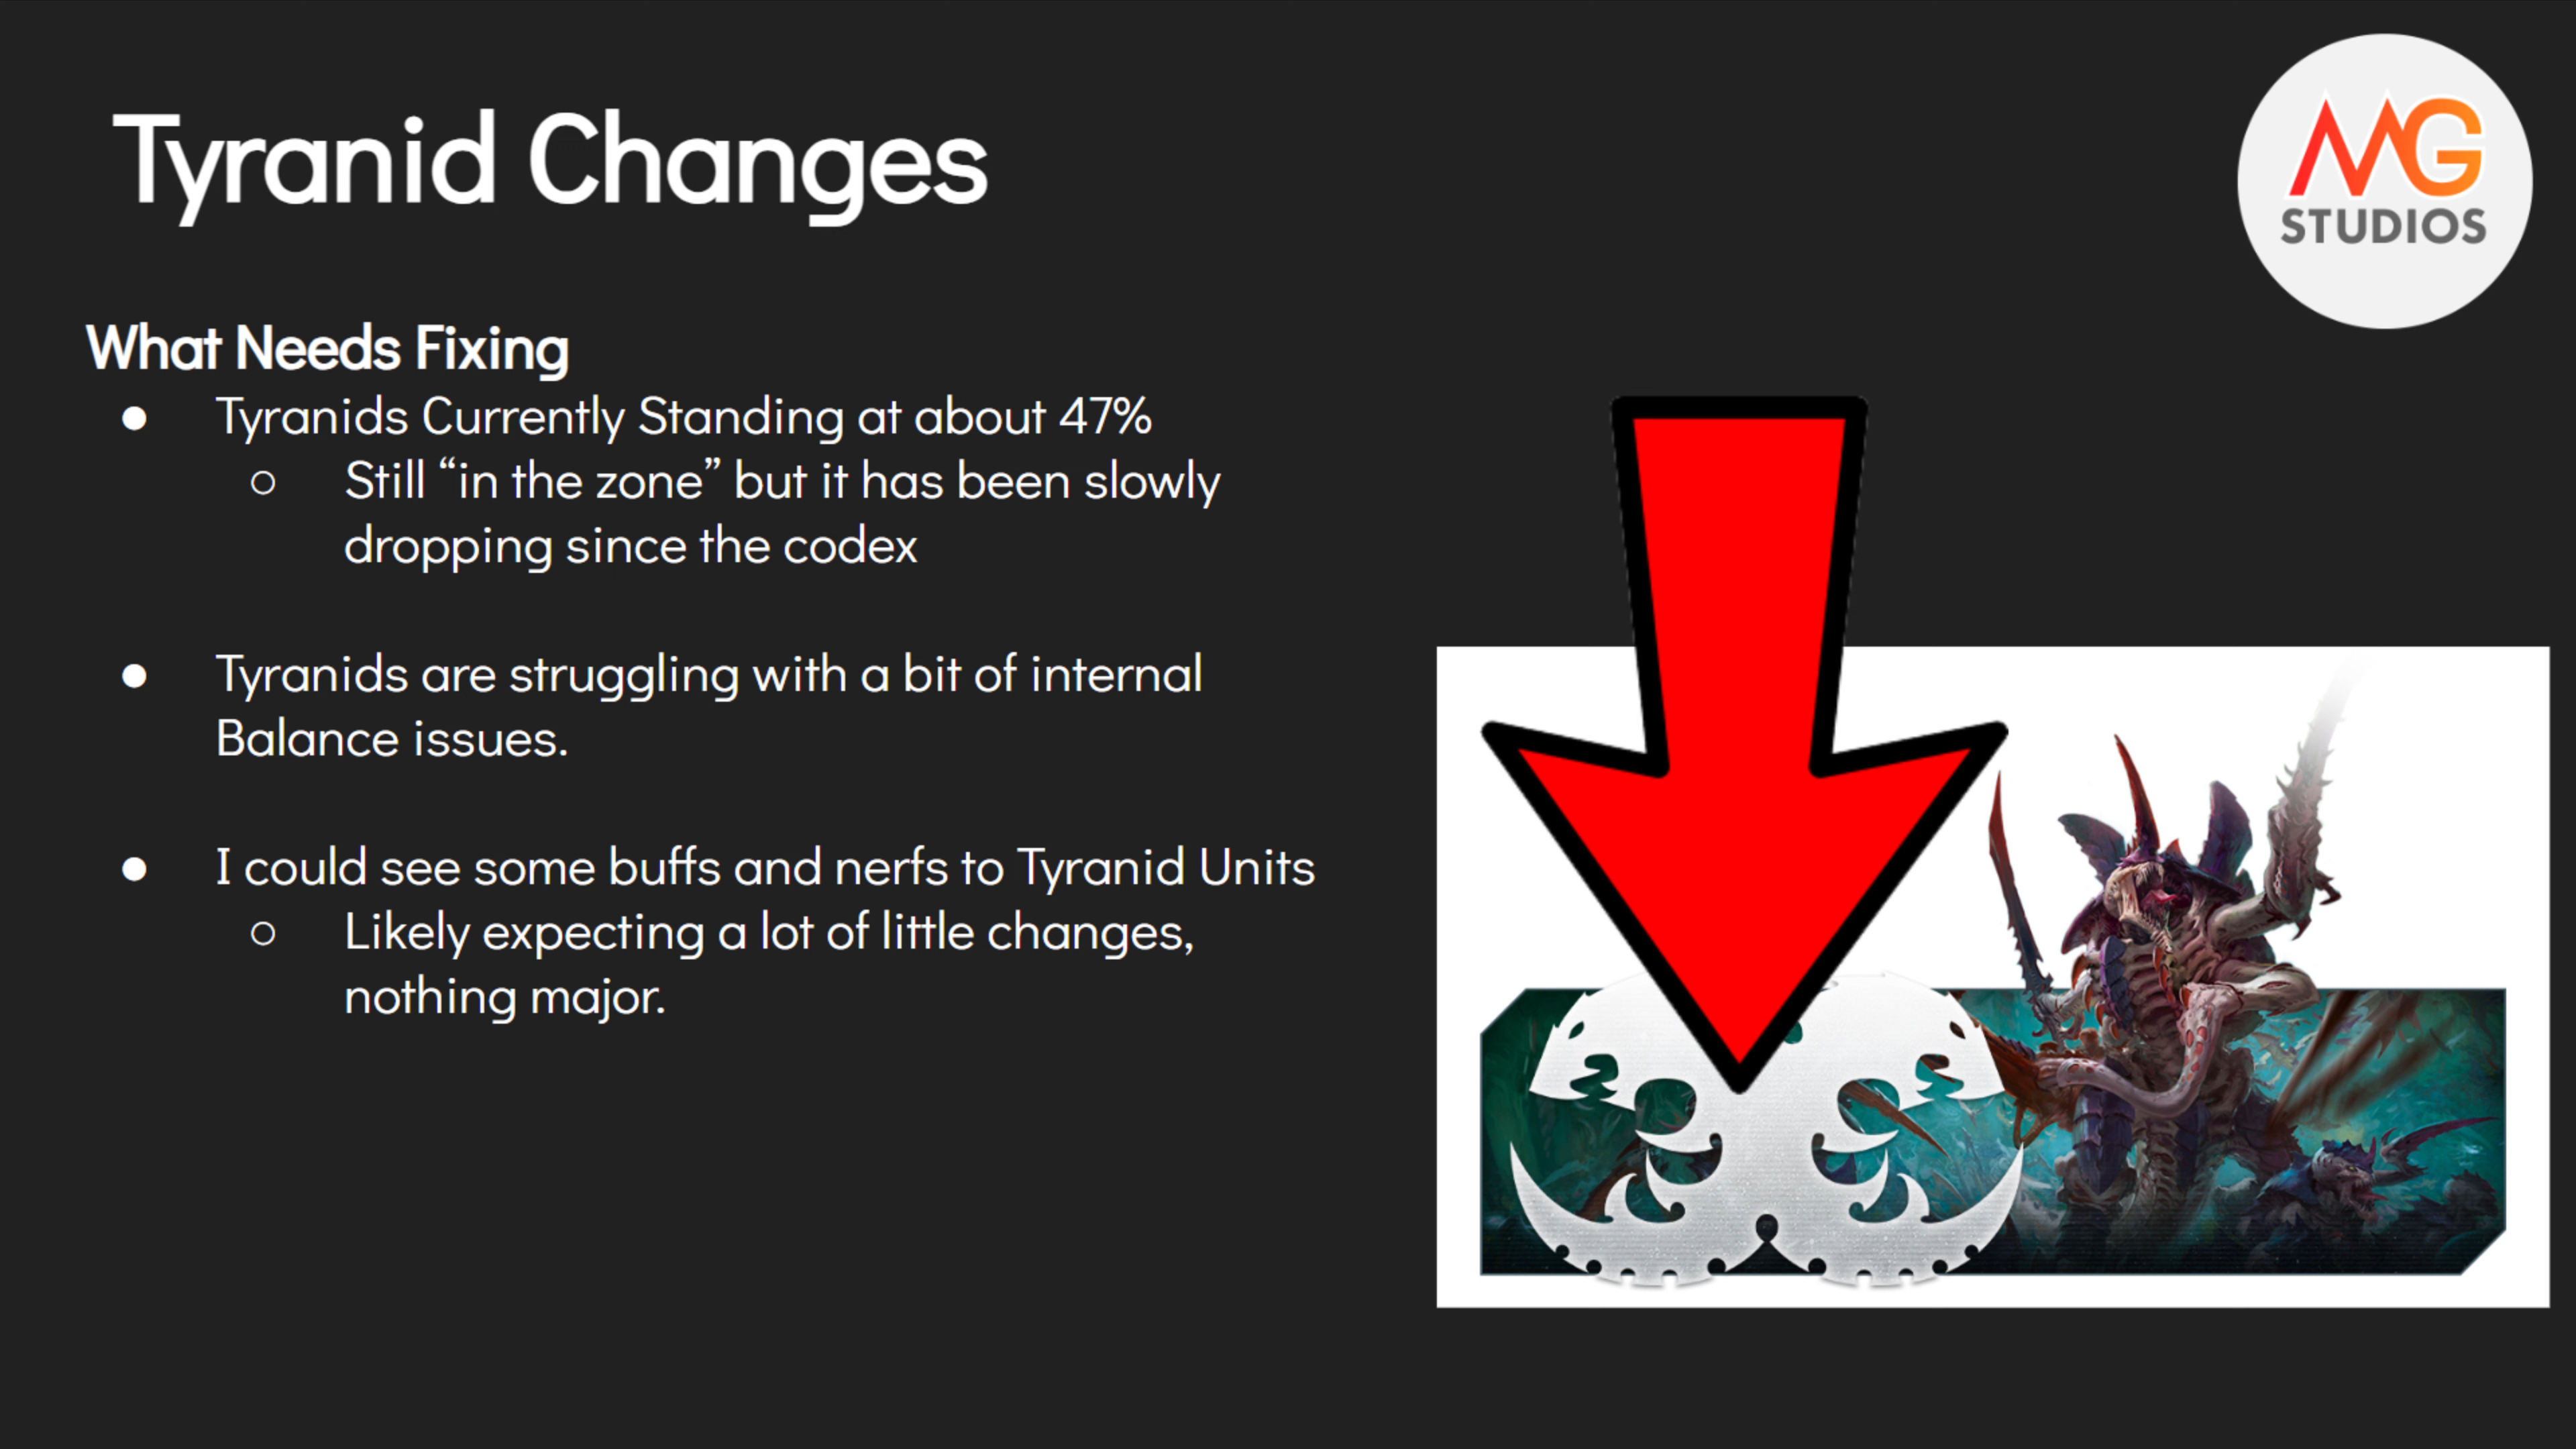 Tyranid Changes
MG
STUDIOS
What Needs Fixing
● Tyranids Currently Standing at about 47%
○ Still “in the zone” but it has been slowly
dropping since the codex
● Tyranids are struggling with a bit of internal
Balance issues.
● I could see some buffs and nerfs to Tyranid Units
○ Likely expecting a lot of little changes,
nothing major.